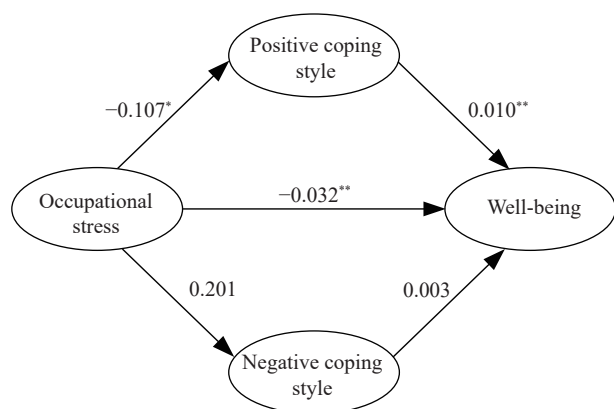 Positive coping
style
−0.107*
0.010**
Occupational
stress
−0.032**
Well-being
0.201
0.003
Negative coping
style